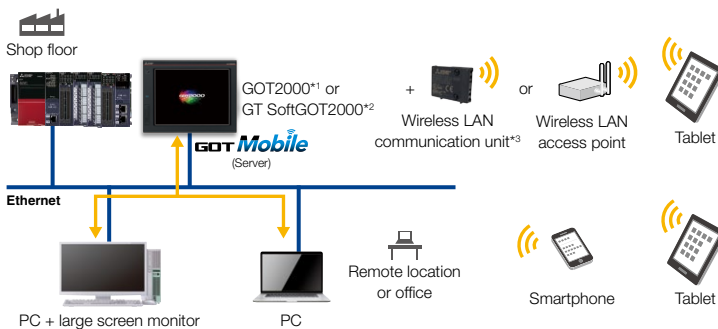 Shop floor
GOT2000*1 or
GT SoftGOT2000*2
GOT Mobile
(Server)
+
Wireless LAN
communication unit*3
or
Wireless LAN
access point
Tablet
Ethernet
PC + large screen monitor
PC
Remote location
or office
Smartphone
Tablet